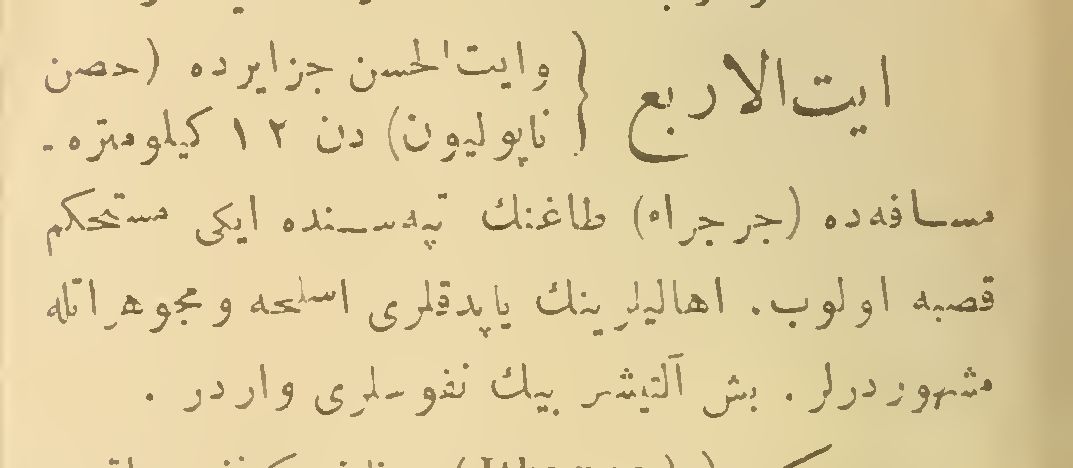 ايت‌الاربع { وايت‌الحسن جزايرده (حصن
ناپوليون) دن ١٢ كيلومتره
مسافه‌ده (جرجراه) طاغنك تپه‌سنده ايكى مستحكم
قصبه اولوب. اهاليلرينك ياپدقلرى اسلحه و مجوهراتله
مشهوردرلر. بش آلتيشر بيك نفوسلرى واردر.